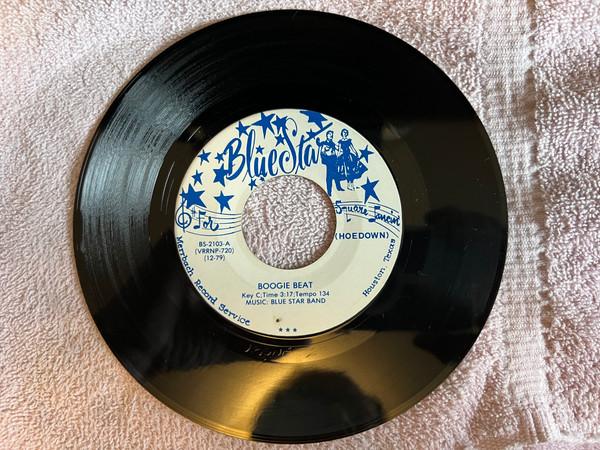 Blue Star
For
Square Dancin'
(HOEDOWN)
BS-2103-A
(VRRNP-720)
(12-79)
BOOGIE BEAT
Key C;Time 3:17;Tempo 134
MUSIC: BLUE STAR BAND
Merrbach Record Service
Houston Texas